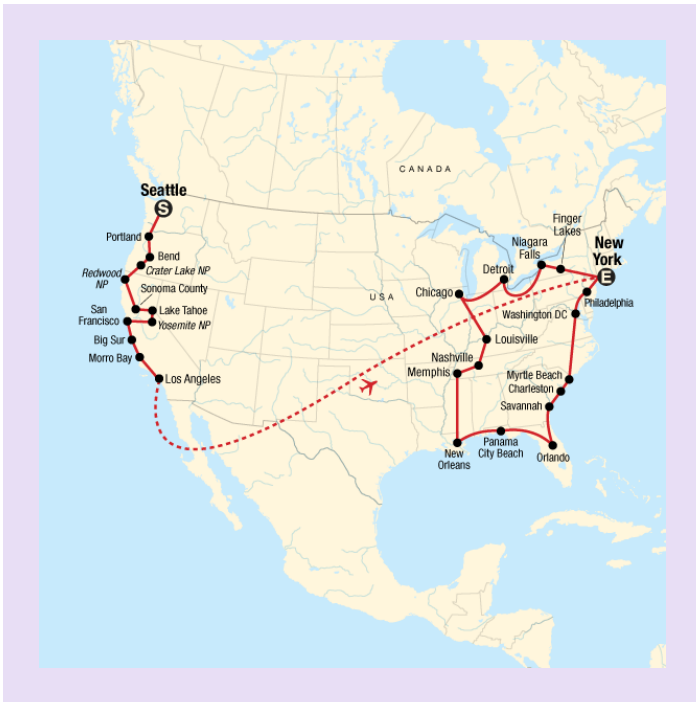 CANADA
Seattle
S
Portland
Bend
Crater Lake NP
Redwood
NP
Sonoma County
San
Francisco
Lake Tahoe
Yosemite NP
Big Sur
Morro Bay
Los Angeles
USA
Finger
Lakes
Niagara
Falls
New
York
E
Detroit
Chicago
Philadelphia
Washington DC
Louisville
Nashville
Memphis
Myrtle Beach
Charleston
Savannah
New
Orleans
Panama
City Beach
Orlando